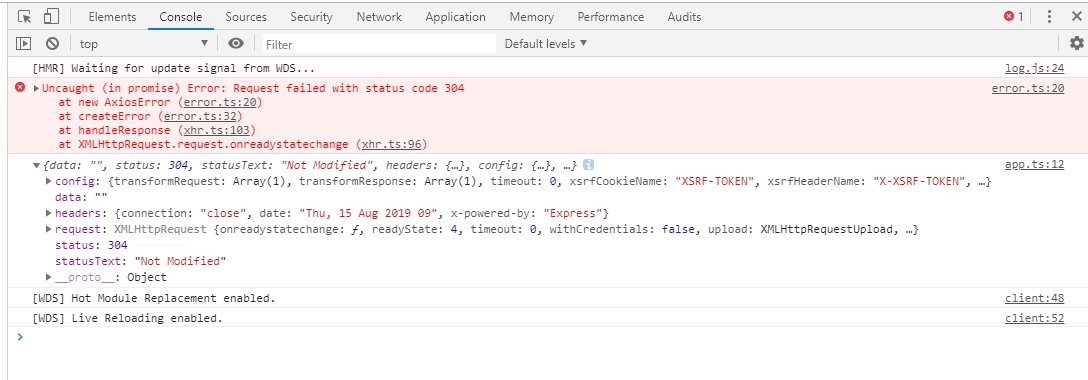 Elements Console Sources Security Network Application Memory Performance Audits 1
top Filter Default levels
[HMR] Waiting for update signal from WDS... log.js:24
Uncaught (in promise) Error: Request failed with status code 304 error.ts:20
at new AxiosError (error.ts:20)
at createError (error.ts:32)
at handleResponse (xhr.ts:103)
at XMLHttpRequest.request.onreadystatechange (xhr.ts:96)
{data: "", status: 304, statusText: "Not Modified", headers: {…}, config: {…}, …} i app.ts:12
config: {transformRequest: Array(1), transformResponse: Array(1), timeout: 0, xsrfCookieName: "XSRF-TOKEN", xsrfHeaderName: "X-XSRF-TOKEN", …}
data: ""
headers: {connection: "close", date: "Thu, 15 Aug 2019 09", x-powered-by: "Express"}
request: XMLHttpRequest {onreadystatechange: ƒ, readyState: 4, timeout: 0, withCredentials: false, upload: XMLHttpRequestUpload, …}
status: 304
statusText: "Not Modified"
__proto__: Object
[WDS] Hot Module Replacement enabled. client:48
[WDS] Live Reloading enabled. client:52